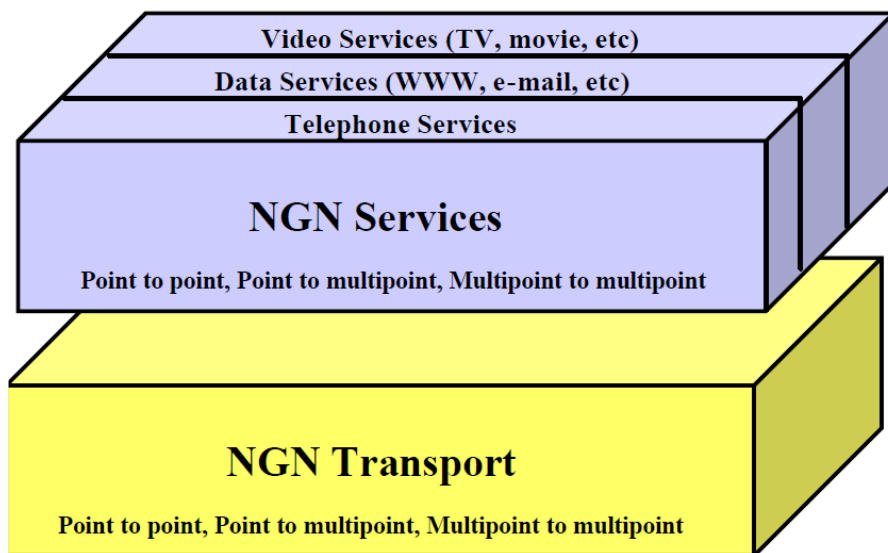 Video Services (TV, movie, etc)
Data Services (WWW, e-mail, etc)
Telephone Services
NGN Services
Point to point, Point to multipoint, Multipoint to multipoint
NGN Transport
Point to point, Point to multipoint, Multipoint to multipoint